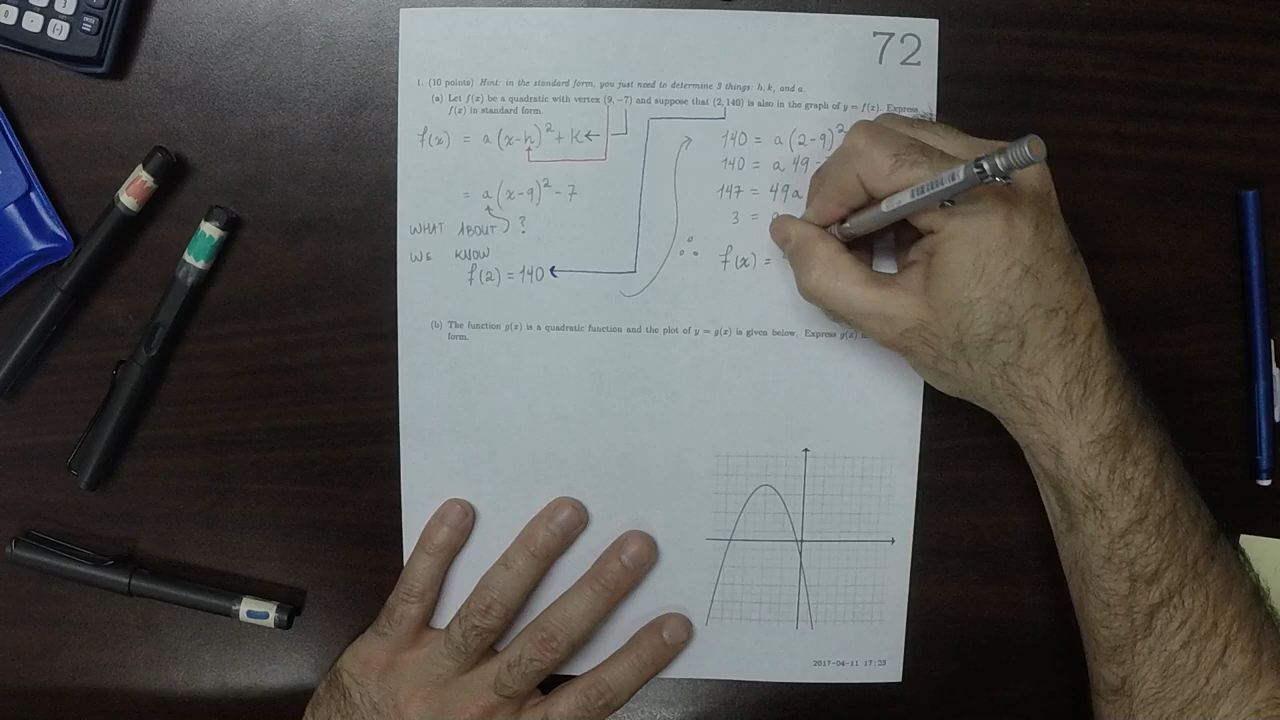 72
1. (10 points) Hint: in the standard form, you just need to determine 3 things: h, k, and a.
(a) Let f(x) be a quadratic with vertex (9, −7) and suppose that (2, 140) is also in the graph of y = f(x). Express
f(x) in standard form.
f(x) = a(x-h)² + k
= a(x-9)² - 7
WHAT ABOUT ?
WE KNOW
f(2) = 140
140 = a(2-9)²
140 = a 49
147 = 49a
3 =
∴ f(x) =
(b) The function g(x) is a quadratic function and the plot of y = g(x) is given below. Express g(x)
form.
2017-04-11 17:23